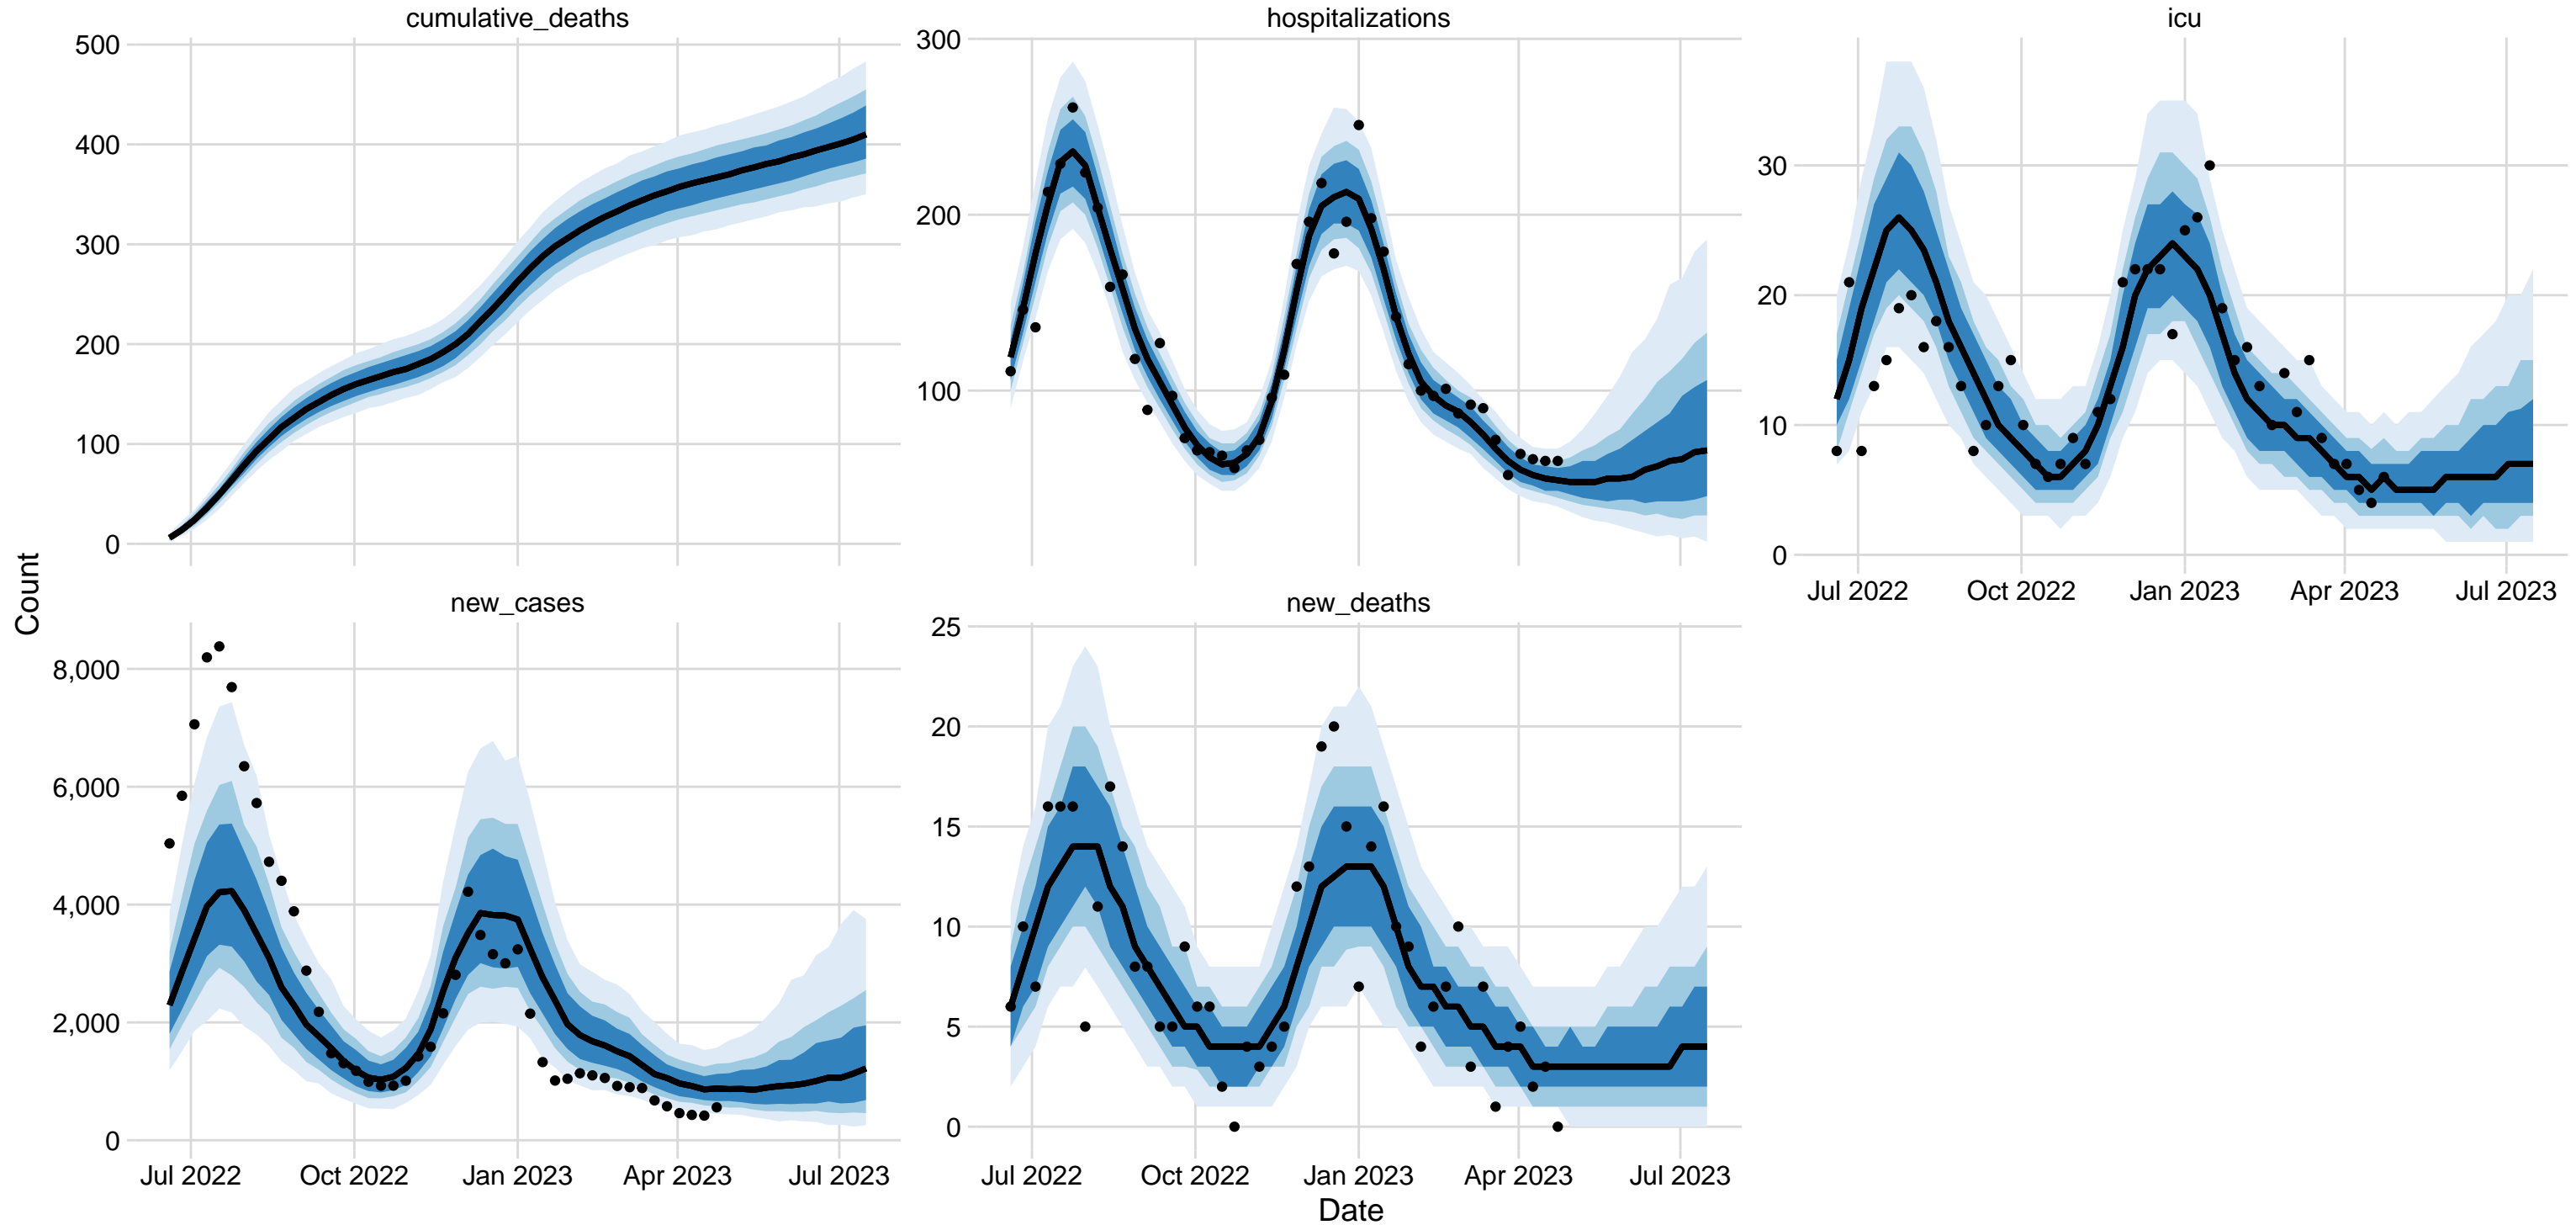 cumulative_deaths
hospitalizations
icu
500
400
300
200
100
0
300
200
100
30
20
10
0
Jul 2022
Oct 2022
Jan 2023
Apr 2023
Jul 2023
Count
new_cases
new_deaths
8,000
6,000
4,000
2,000
0
25
20
15
10
5
0
Jul 2022
Oct 2022
Jan 2023
Apr 2023
Jul 2023
Jul 2022
Oct 2022
Jan 2023
Apr 2023
Jul 2023
Date